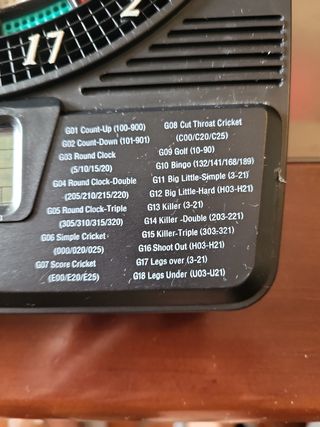 2
17
G01 Count-Up (100-900)
G02 Count-Down (101-901)
G03 Round Clock
(5/10/15/20)
G04 Round Clock-Double
(205/210/215/220)
G05 Round Clock-Triple
(305/310/315/320)
G06 Simple Cricket
(000/020/025)
G07 Score Cricket
(E00/E20/E25)
G08 Cut Throat Cricket
(C00/C20/C25)
G09 Golf (10-90)
G10 Bingo (132/141/168/189)
G11 Big Little-Simple (3-21)
G12 Big Little-Hard (H03-H21)
G13 Killer (3-21)
G14 Killer -Double (203-221)
G15 Killer-Triple (303-321)
G16 Shoot Out (H03-H21)
G17 Legs over (3-21)
G18 Legs Under (U03-U21)